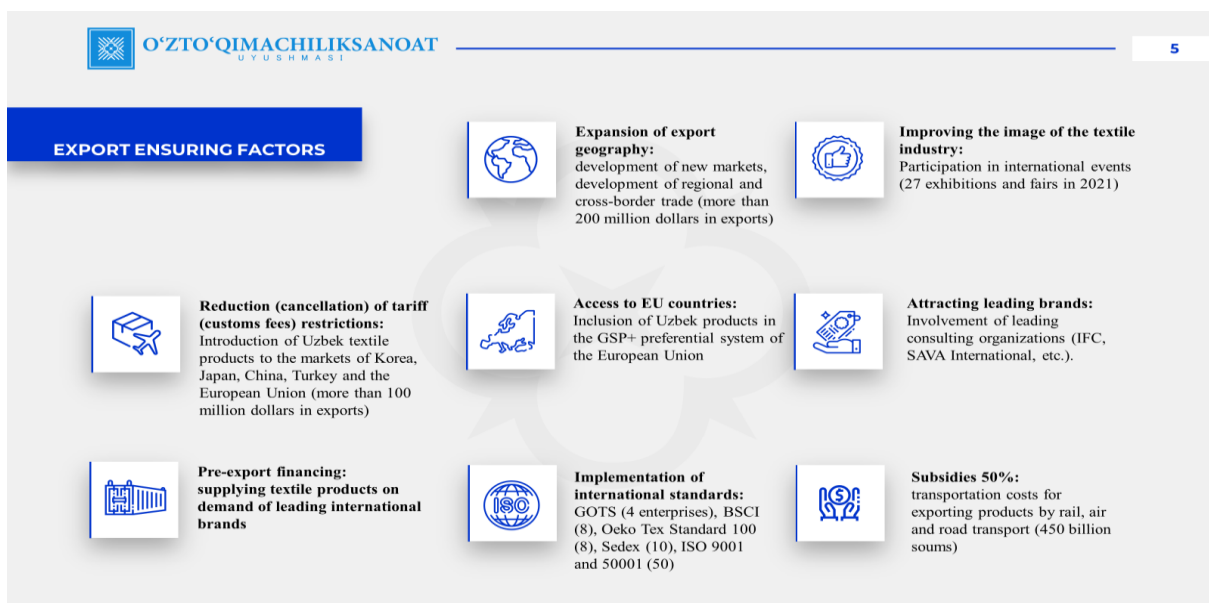 O‘ZTO‘QIMACHILIKSANOAT
UYUSHMASI
5
EXPORT ENSURING FACTORS
Expansion of export
geography:
development of new markets,
development of regional and
cross-border trade (more than
200 million dollars in exports)
Improving the image of the textile
industry:
Participation in international events
(27 exhibitions and fairs in 2021)
Reduction (cancellation) of tariff
(customs fees) restrictions:
Introduction of Uzbek textile
products to the markets of Korea,
Japan, China, Turkey and the
European Union (more than 100
million dollars in exports)
Access to EU countries:
Inclusion of Uzbek products in
the GSP+ preferential system of
the European Union
Attracting leading brands:
Involvement of leading
consulting organizations (IFC,
SAVA International, etc.).
Pre-export financing:
supplying textile products on
demand of leading international
brands
ISO
Implementation of
international standards:
GOTS (4 enterprises), BSCI
(8), Oeko Tex Standard 100
(8), Sedex (10), ISO 9001
and 50001 (50)
Subsidies 50%:
transportation costs for
exporting products by rail, air
and road transport (450 billion
soums)